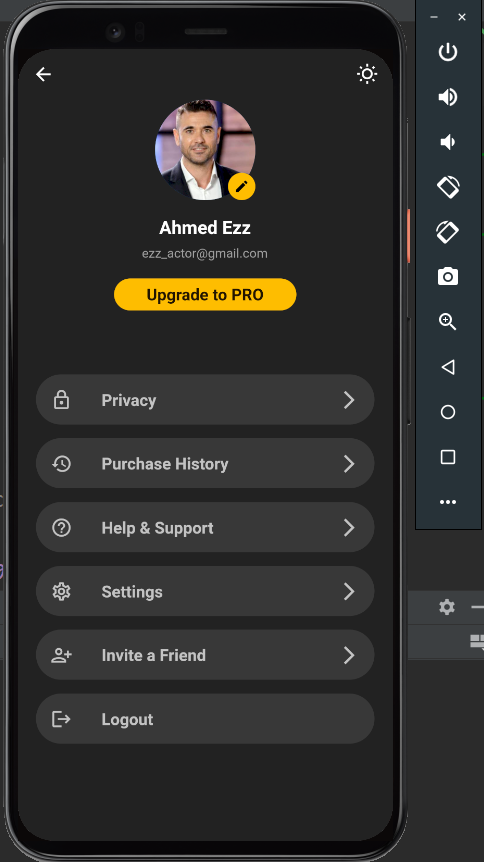 Ahmed Ezz
ezz_actor@gmail.com
Upgrade to PRO
Privacy
Purchase History
Help & Support
Settings
Invite a Friend
Logout